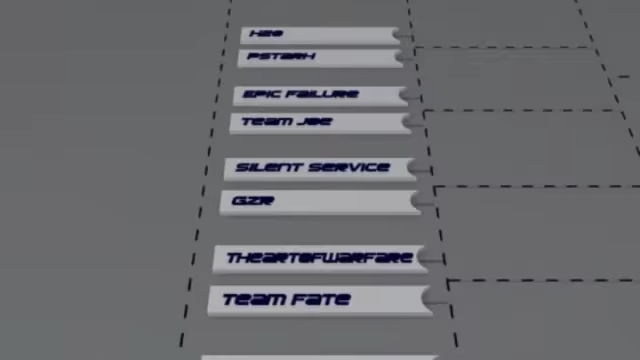 H2O
PSTARH
EPIC FAILURE
TEAM JOE
SILENT SERVICE
GZR
THEARTOFWARFARE
TEAM FATE